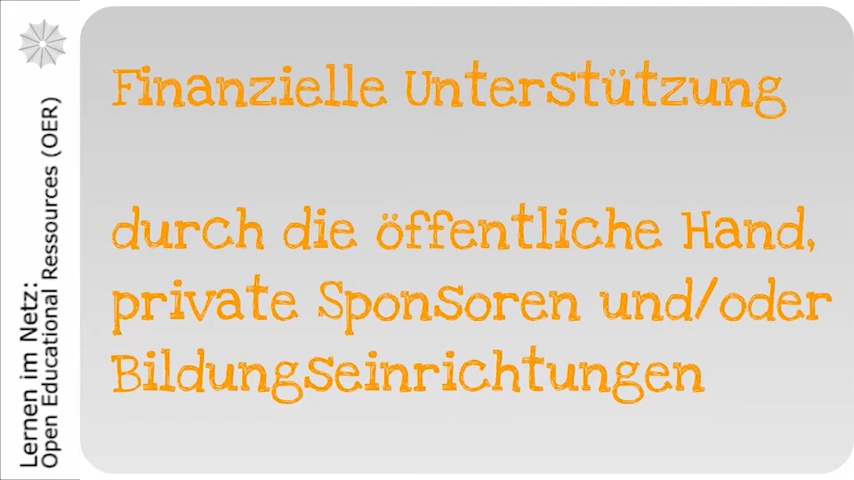 Lernen im Netz:
Open Educational Ressources (OER)
Finanzielle Unterstützung
durch die öffentliche Hand,
private Sponsoren und/oder
Bildungseinrichtungen